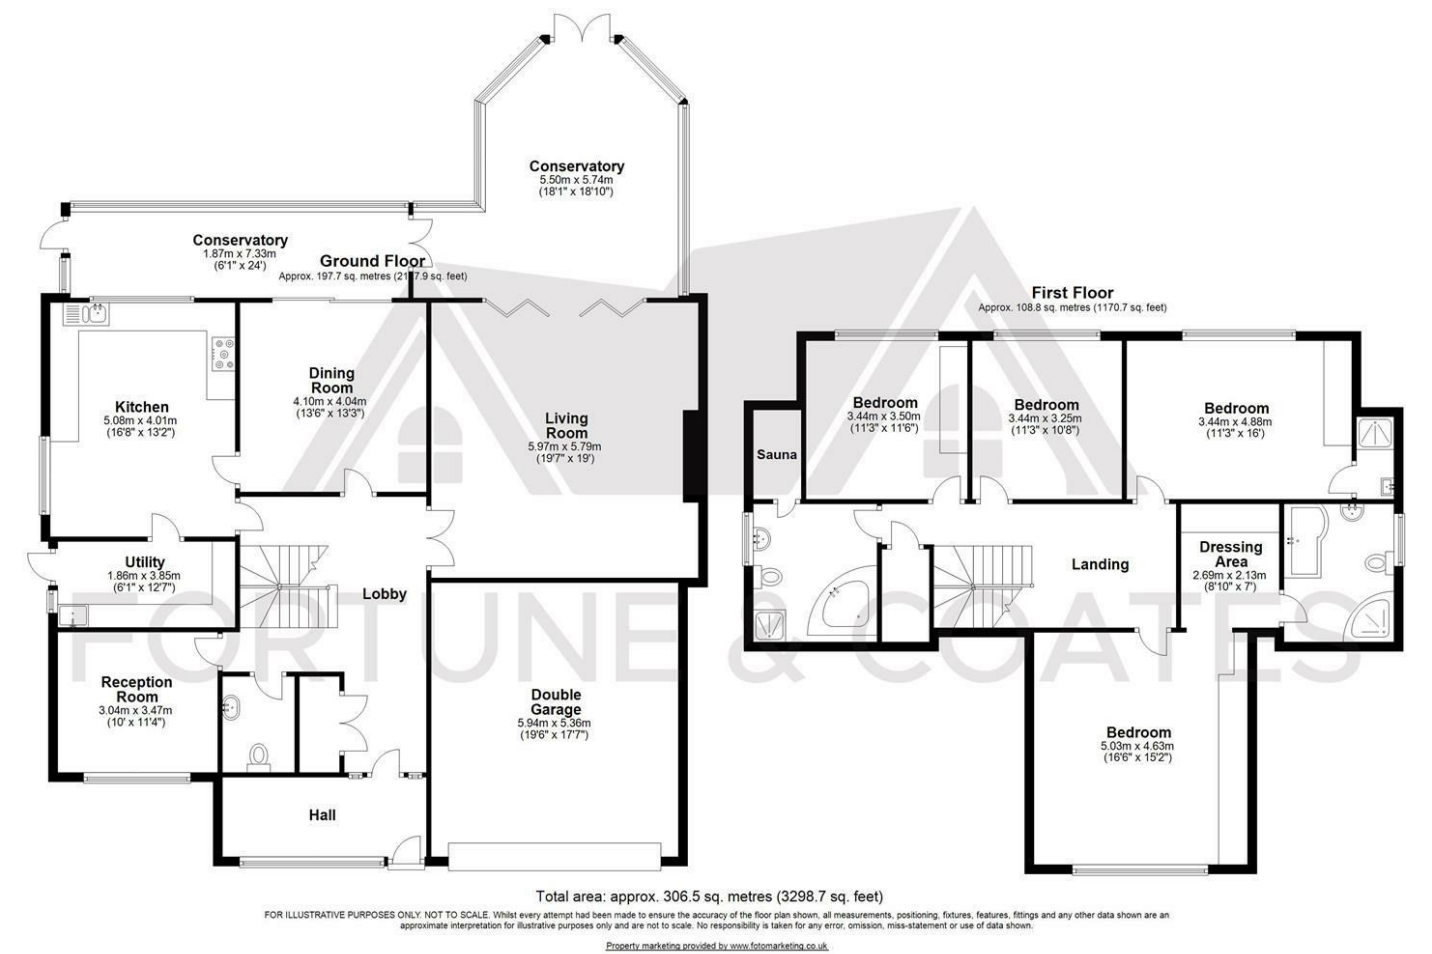 Conservatory
5.50m x 5.74m
(18'1" x 18'10")
Conservatory
1.87m x 7.33m
(6'1" x 24')
Ground Floor
Approx. 197.7 sq. metres (2127.9 sq. feet)
Kitchen
5.08m x 4.01m
(16'8" x 13'2")
Dining
Room
4.10m x 4.04m
(13'6" x 13'3")
Living
Room
5.97m x 5.79m
(19'7" x 19')
Utility
1.86m x 3.85m
(6'1" x 12'7")
Lobby
Reception
Room
3.04m x 3.47m
(10' x 11'4")
Double
Garage
5.94m x 5.36m
(19'6" x 17'7")
Hall
First Floor
Approx. 108.8 sq. metres (1170.7 sq. feet)
Bedroom
3.44m x 3.50m
(11'3" x 11'6")
Bedroom
3.44m x 3.25m
(11'3" x 10'8")
Bedroom
3.44m x 4.88m
(11'3" x 16')
Sauna
Landing
Dressing
Area
2.69m x 2.13m
(8'10" x 7')
Bedroom
5.03m x 4.63m
(16'6" x 15'2")
FORTUNE & COATES
Total area: approx. 306.5 sq. metres (3298.7 sq. feet)
FOR ILLUSTRATIVE PURPOSES ONLY. NOT TO SCALE. Whilst every attempt had been made to ensure the accuracy of the floor plan shown, all measurements, positioning, fixtures, features, fittings and any other data shown are an
approximate interpretation for illustrative purposes only and are not to scale. No responsibility is taken for any error, omission, miss-statement or use of data shown.
Property marketing provided by www.fotomarketing.co.uk